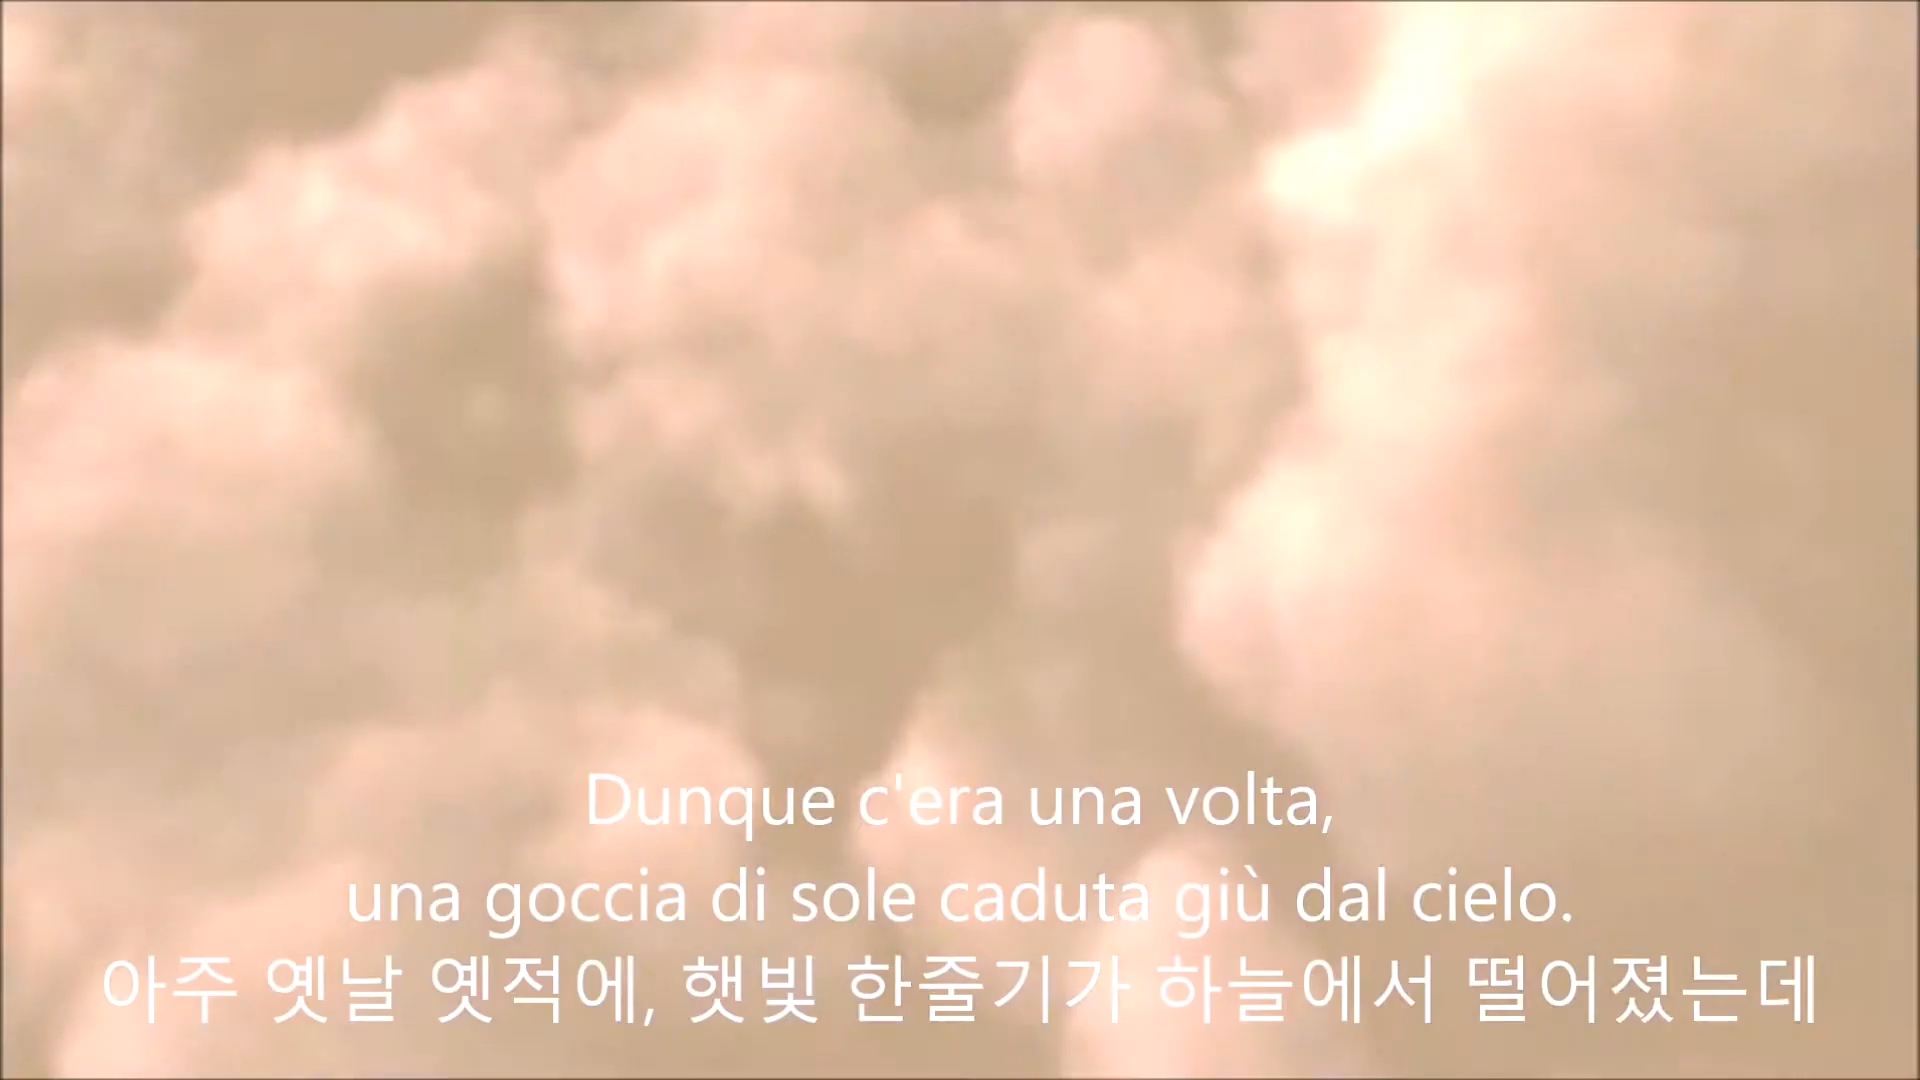 Dunque c'era una volta,
una goccia di sole caduta giù dal cielo.
아주 옛날 옛적에, 햇빛 한줄기가 하늘에서 떨어졌는데